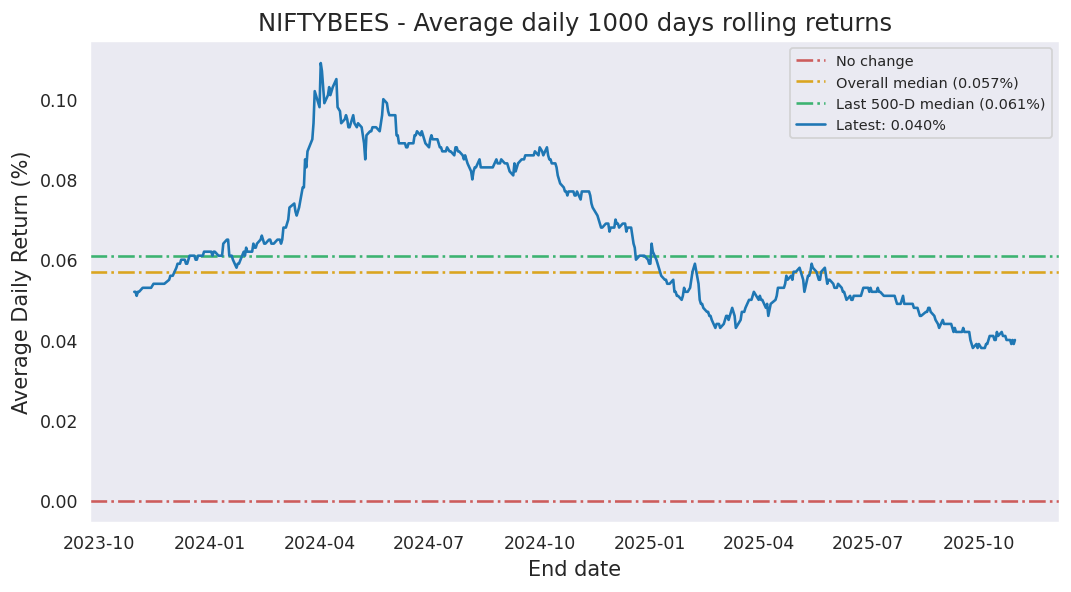 NIFTYBEES - Average daily 1000 days rolling returns
No change
Overall median (0.057%)
Last 500-D median (0.061%)
Latest: 0.040%
Average Daily Return (%)
0.10
0.08
0.06
0.04
0.02
0.00
2023-10 2024-01 2024-04 2024-07 2024-10 2025-01 2025-04 2025-07 2025-10
End date